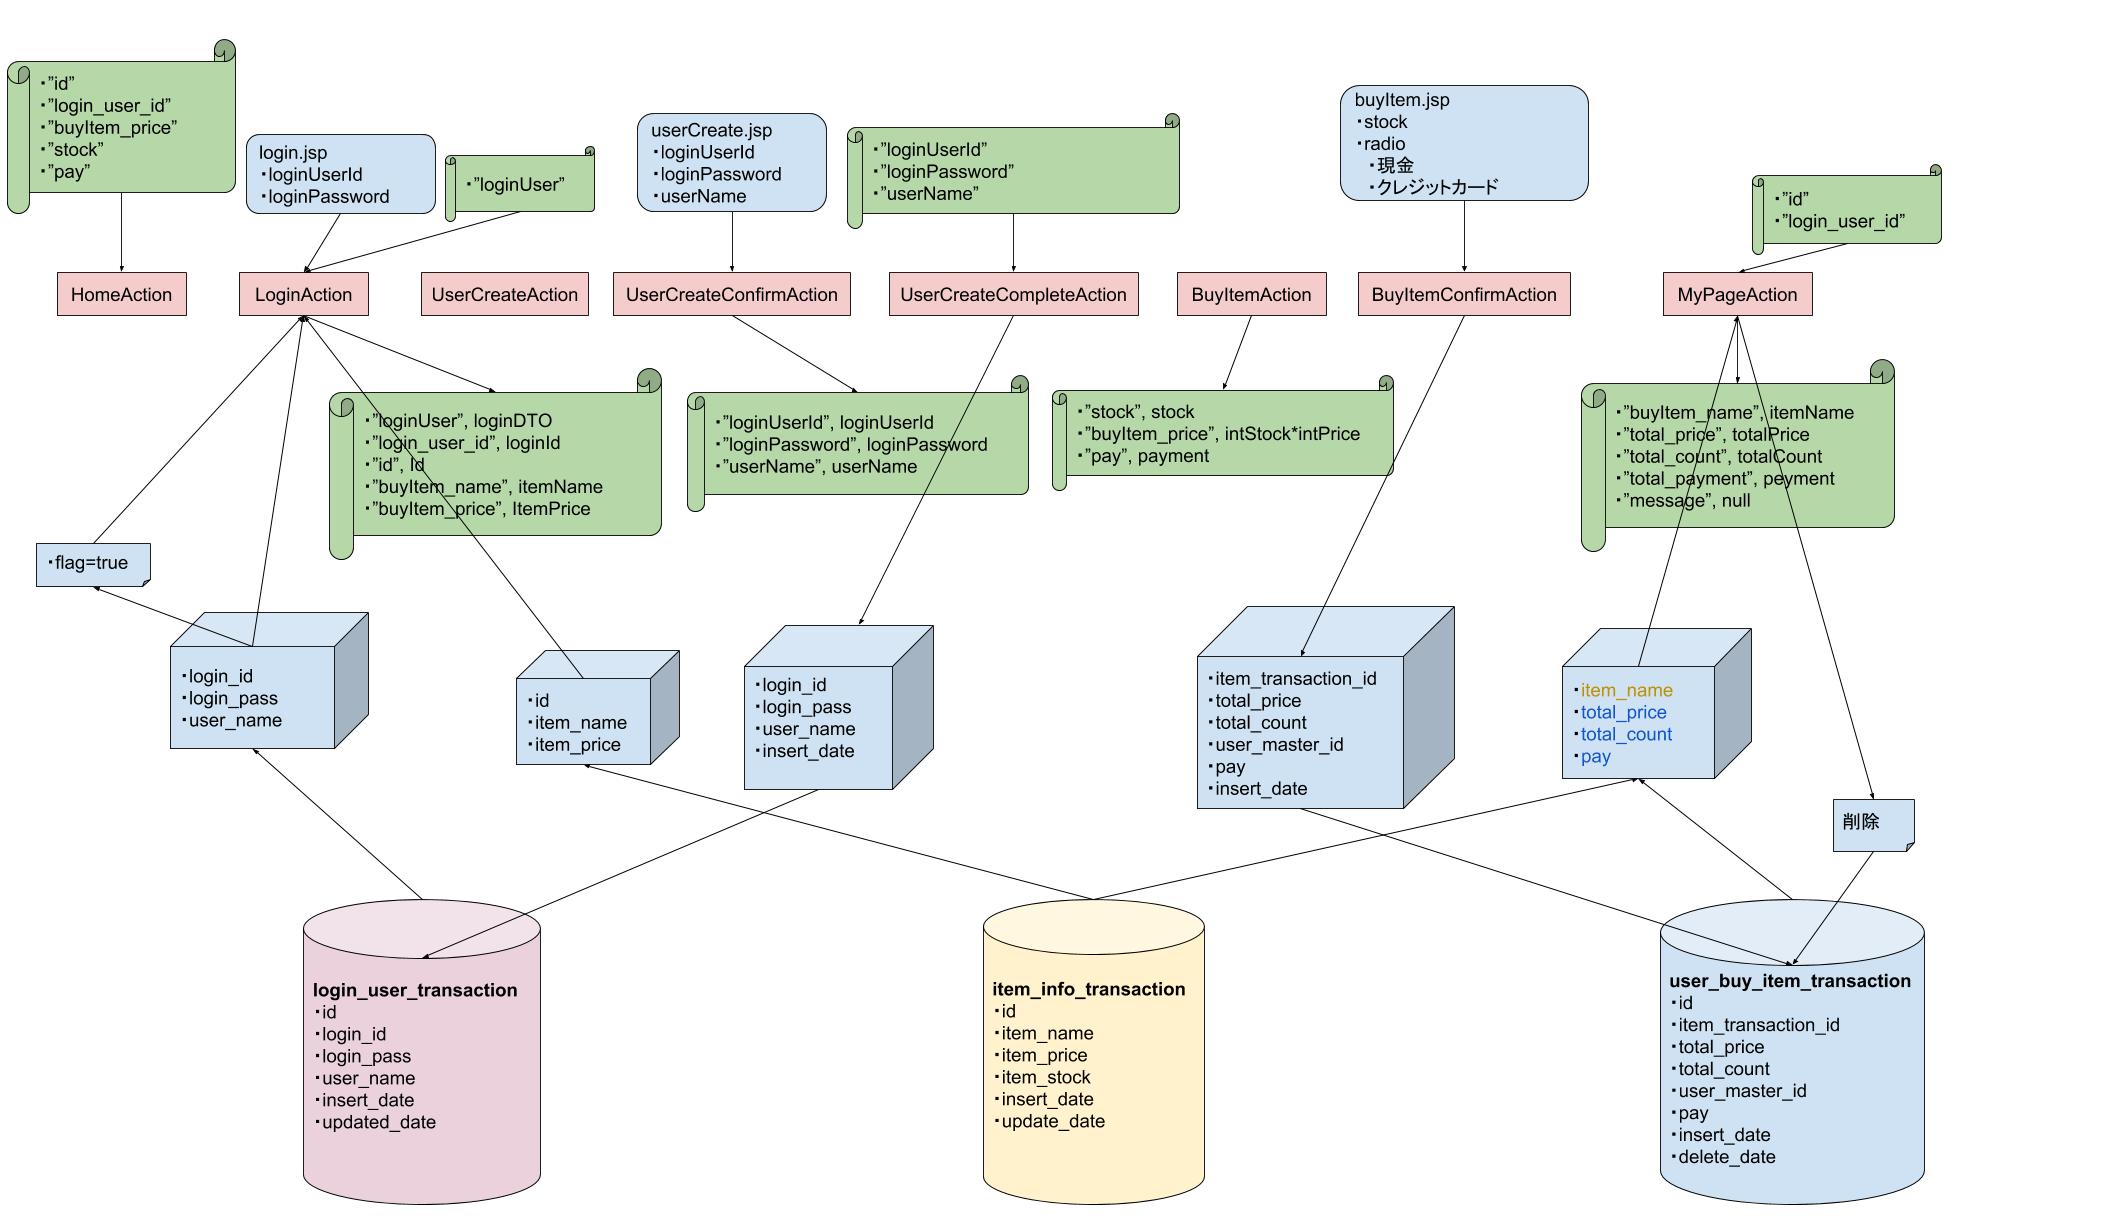 ・”id”
・”login_user_id”
・”buyItem_price”
・”stock”
・”pay”
login.jsp
・loginUserId
・loginPassword
・”loginUser”
userCreate.jsp
・loginUserId
・loginPassword
・userName
・”loginUserId”
・”loginPassword”
・”userName”
buyItem.jsp
・stock
・radio
・現金
・クレジットカード
・”id”
・”login_user_id”
HomeAction
LoginAction
UserCreateAction
UserCreateConfirmAction
UserCreateCompleteAction
BuyItemAction
BuyItemConfirmAction
MyPageAction
・”loginUser”, loginDTO
・”login_user_id”, loginId
・”id”, Id
・”buyItem_name”, itemName
・”buyItem_price”, ItemPrice
・”loginUserId”, loginUserId
・”loginPassword”, loginPassword
・”userName”, userName
・”stock”, stock
・”buyItem_price”, intStock*intPrice
・”pay”, payment
・”buyItem_name”, itemName
・”total_price”, totalPrice
・”total_count”, totalCount
・”total_payment”, peyment
・”message”, null
・flag=true
・login_id
・login_pass
・user_name
・id
・item_name
・item_price
・login_id
・login_pass
・user_name
・insert_date
・item_transaction_id
・total_price
・total_count
・user_master_id
・pay
・insert_date
・item_name
・total_price
・total_count
・pay
削除
login_user_transaction
・id
・login_id
・login_pass
・user_name
・insert_date
・updated_date
item_info_transaction
・id
・item_name
・item_price
・item_stock
・insert_date
・update_date
user_buy_item_transaction
・id
・item_transaction_id
・total_price
・total_count
・user_master_id
・pay
・insert_date
・delete_date